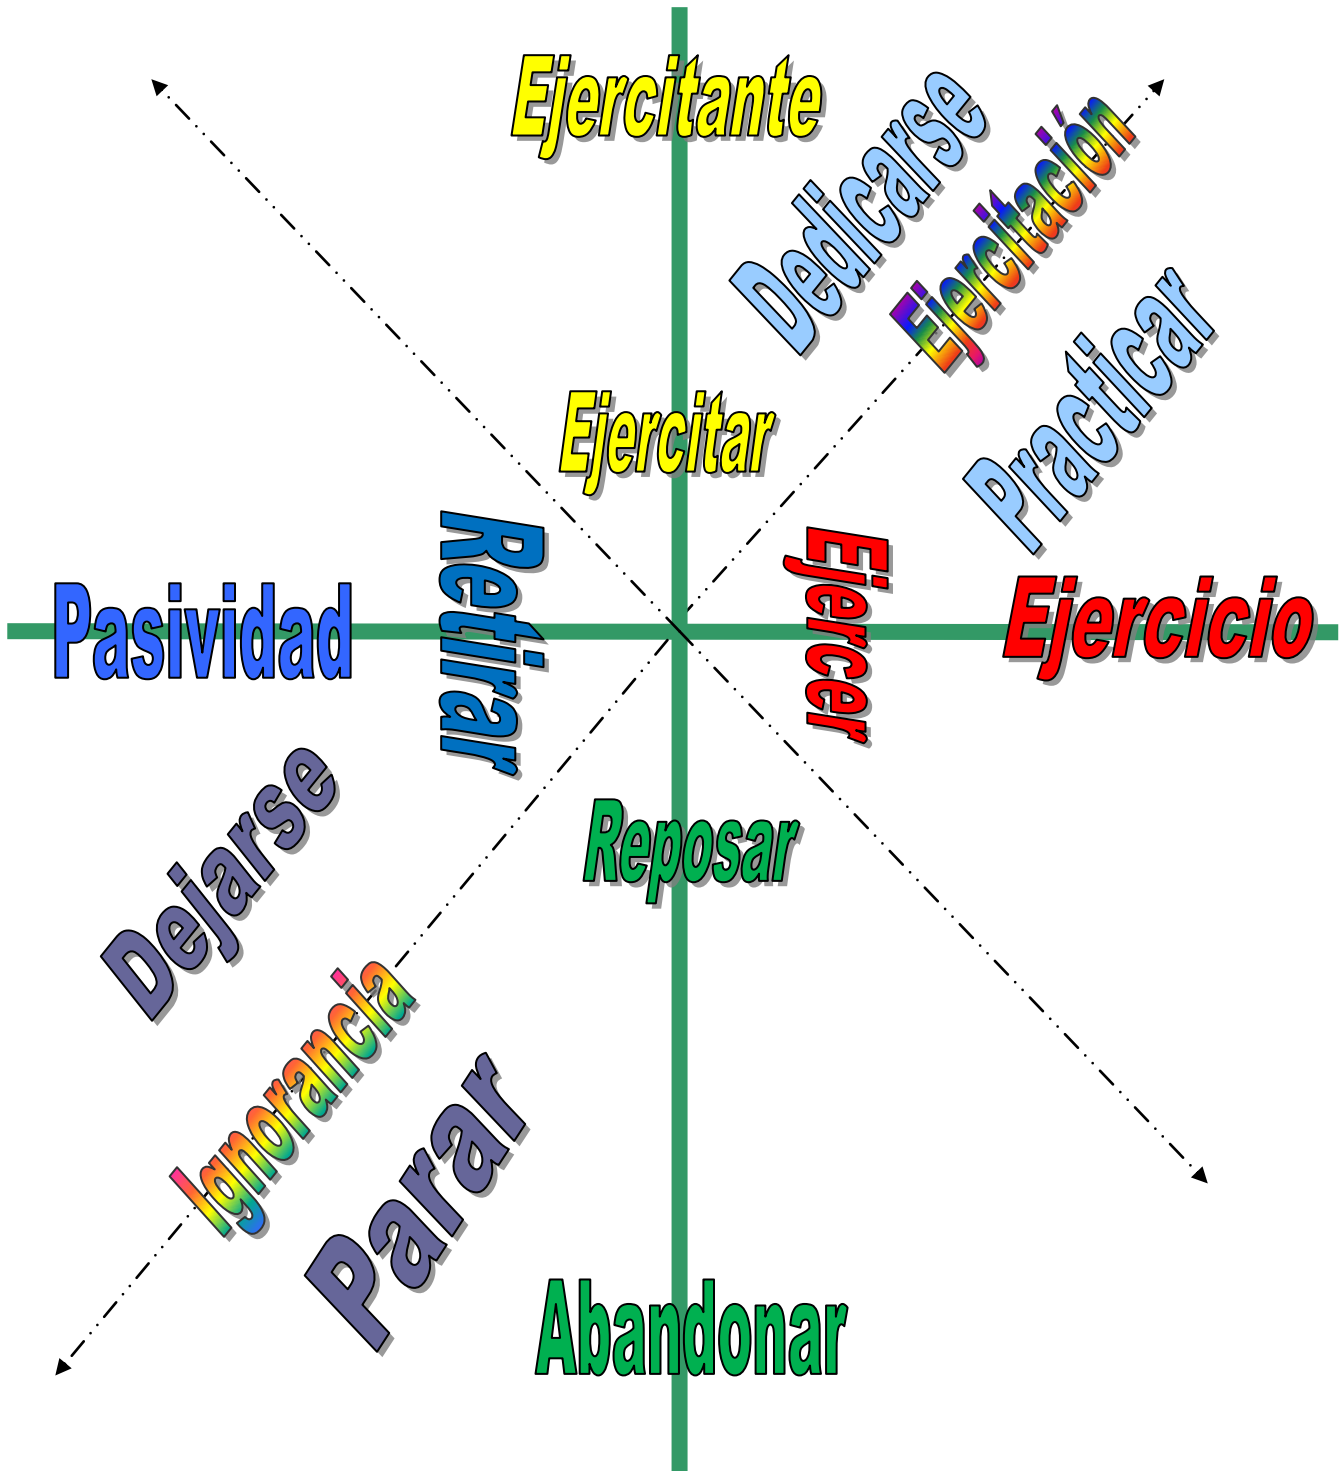 Ejercitante
Dedicarse
Ejercitación
Practicar
Ejercitar
Pasividad
Retirar
Ejercer
Ejercicio
Dejarse
Reposar
Ignorancia
Parar
Abandonar